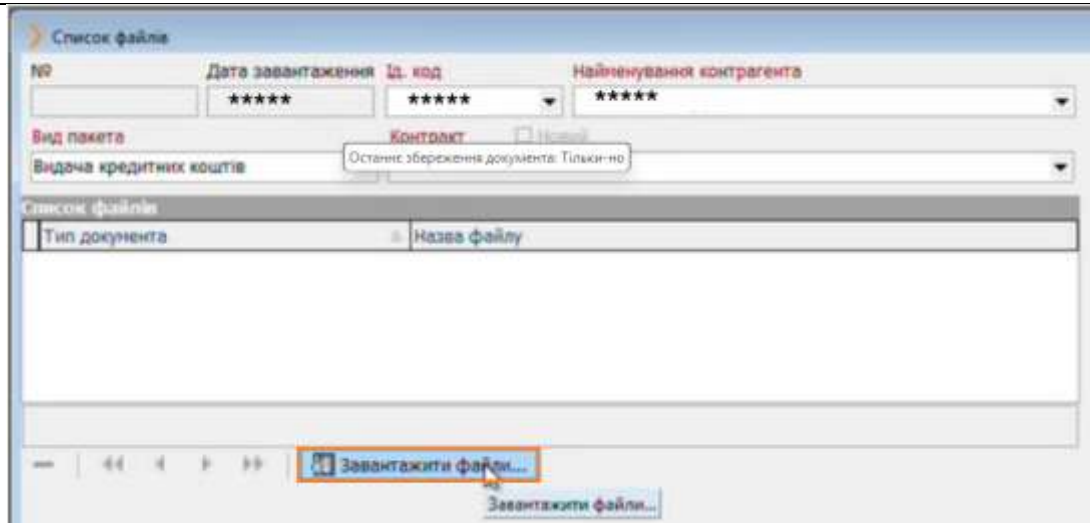 Список файлів
№ Дата завантаження Ід. код Найменування контрагента
***** ***** *****
Вид пакета Контракт Новий
Видача кредитних коштів
Останнє збереження документа: Тільки-но
Список файлів
Тип документа Назва файлу
Завантажити файли...
Завантажити файли...